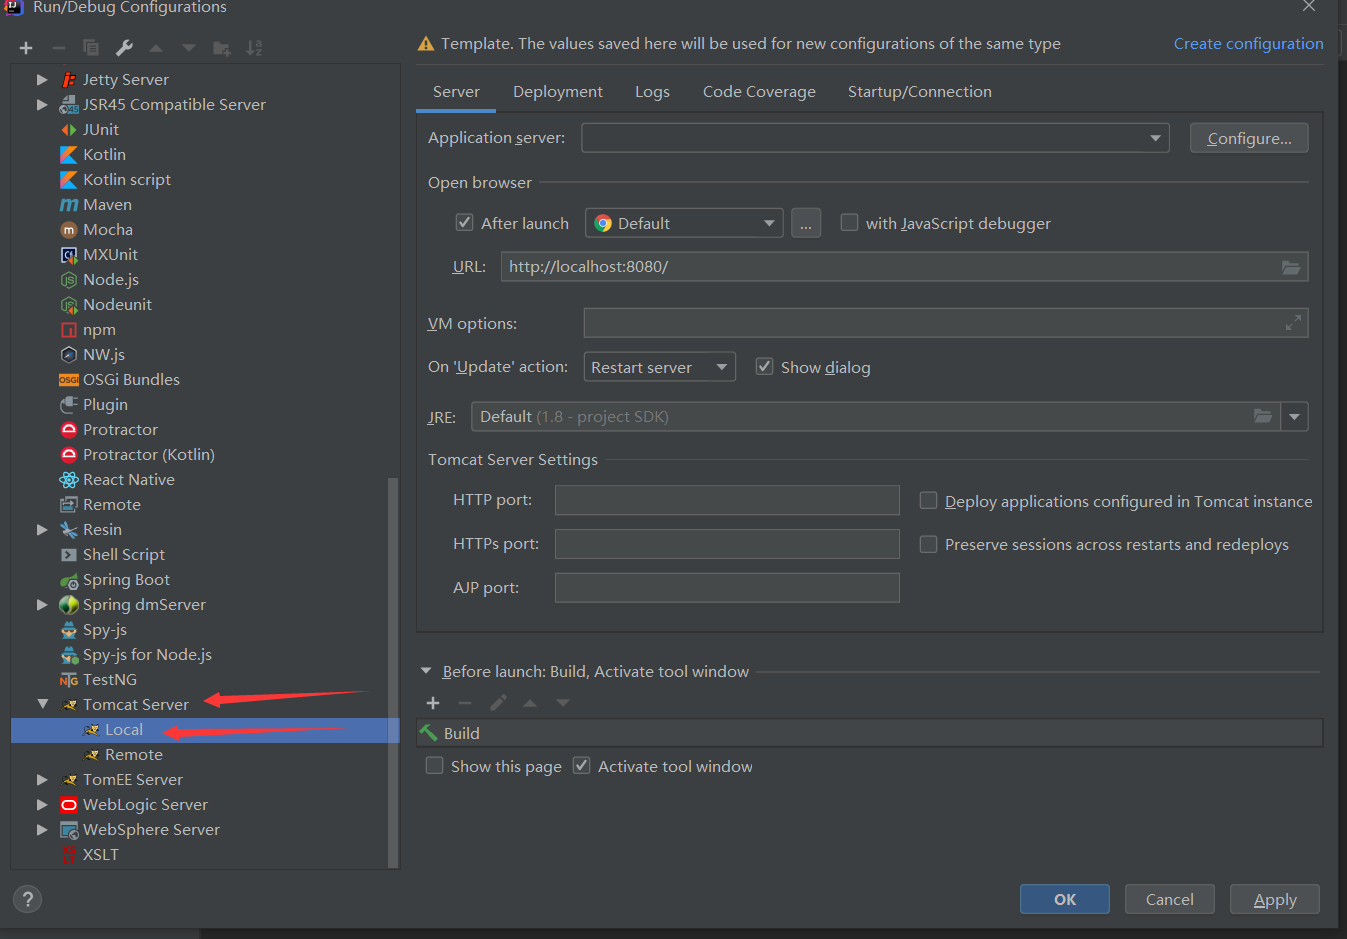 Run/Debug Configurations
Template. The values saved here will be used for new configurations of the same type
Create configuration
Jetty Server
JSR45 Compatible Server
JUnit
Kotlin
Kotlin script
Maven
Mocha
MXUnit
Node.js
Nodeunit
npm
NW.js
OSGi Bundles
Plugin
Protractor
Protractor (Kotlin)
React Native
Remote
Resin
Shell Script
Spring Boot
Spring dmServer
Spy-js
Spy-js for Node.js
TestNG
Tomcat Server
Local
Remote
TomEE Server
WebLogic Server
WebSphere Server
XSLT
Server Deployment Logs Code Coverage Startup/Connection
Application server: Configure...
Open browser
After launch Default ... with JavaScript debugger
URL: http://localhost:8080/
VM options:
On 'Update' action: Restart server Show dialog
JRE: Default (1.8 - project SDK)
Tomcat Server Settings
HTTP port: Deploy applications configured in Tomcat instance
HTTPs port: Preserve sessions across restarts and redeploys
AJP port:
Before launch: Build, Activate tool window
Build
Show this page Activate tool window
? OK Cancel Apply